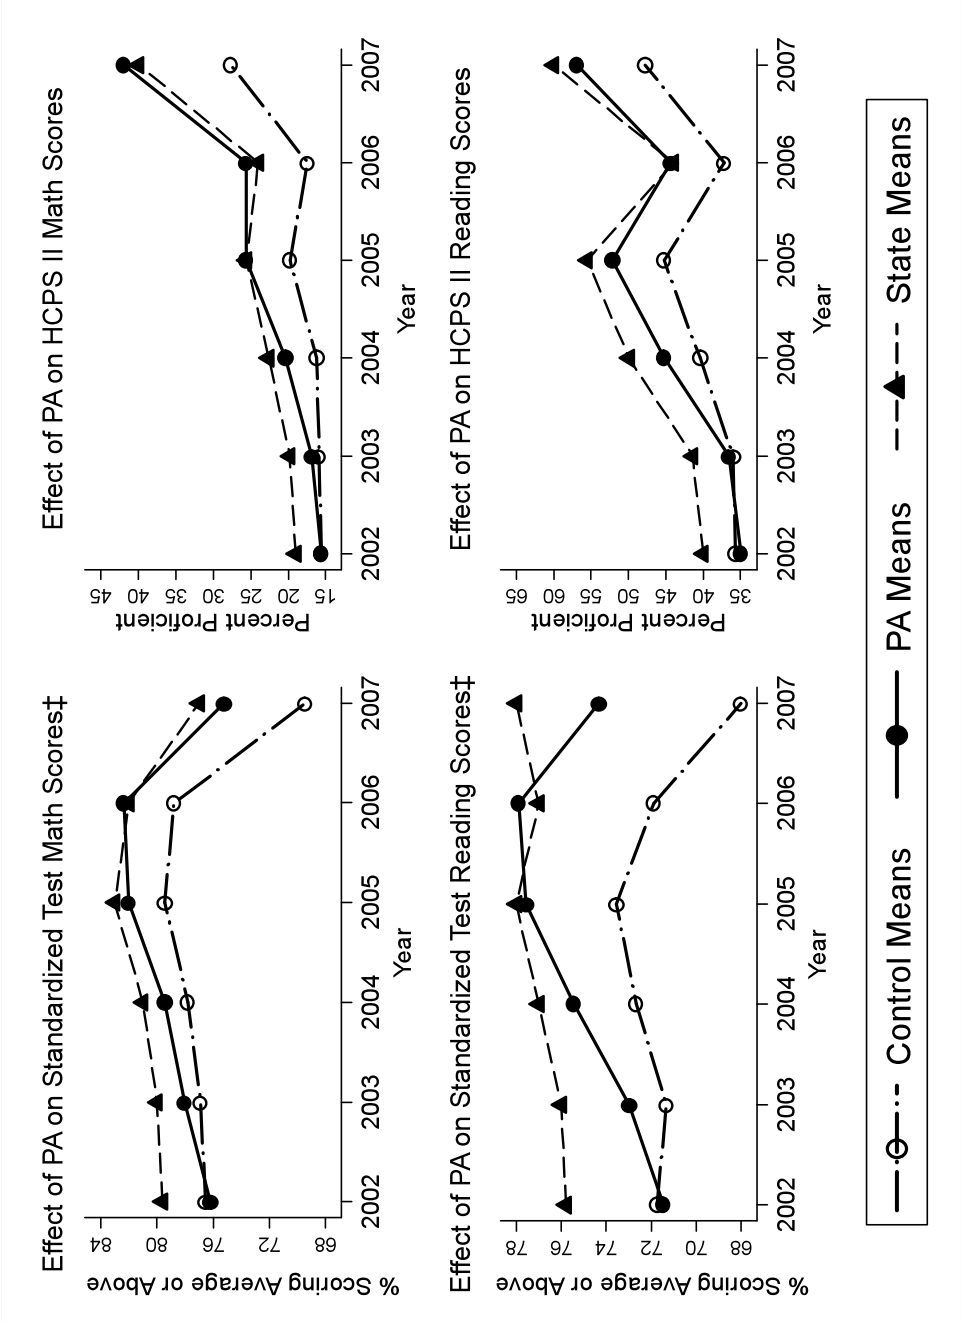 Effect of PA on Standardized Test Math Scores‡
% Scoring Average or Above
84
80
76
72
68
2002 2003 2004 2005 2006 2007
Year
Effect of PA on HCPS II Math Scores
Percent Proficient
45
40
35
30
25
20
15
2002 2003 2004 2005 2006 2007
Year
Effect of PA on Standardized Test Reading Scores‡
% Scoring Average or Above
78
76
74
72
70
68
2002 2003 2004 2005 2006 2007
Year
Effect of PA on HCPS II Reading Scores
Percent Proficient
65
60
55
50
45
40
35
2002 2003 2004 2005 2006 2007
Year
Control Means PA Means State Means